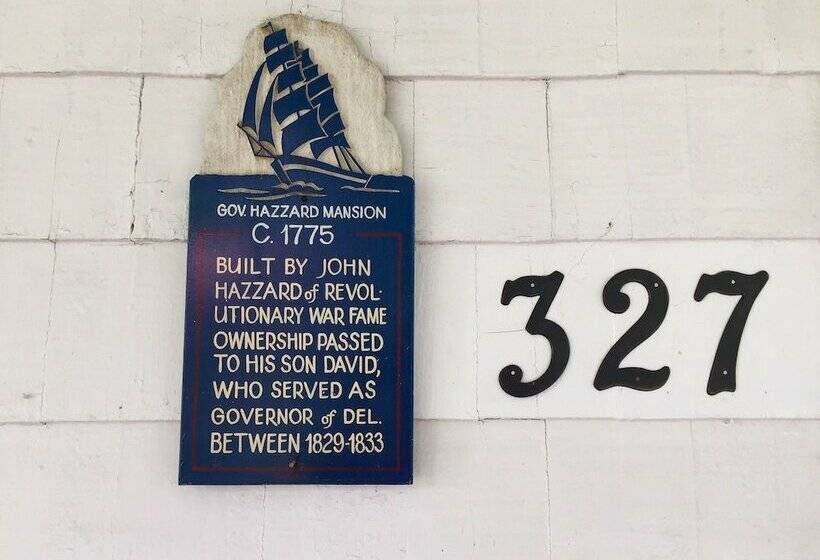 GOV. HAZZARD MANSION
C. 1775
BUILT BY JOHN
HAZZARD of REVOL-
UTIONARY WAR FAME
OWNERSHIP PASSED
TO HIS SON DAVID,
WHO SERVED AS
GOVERNOR of DEL.
BETWEEN 1829-1833
327